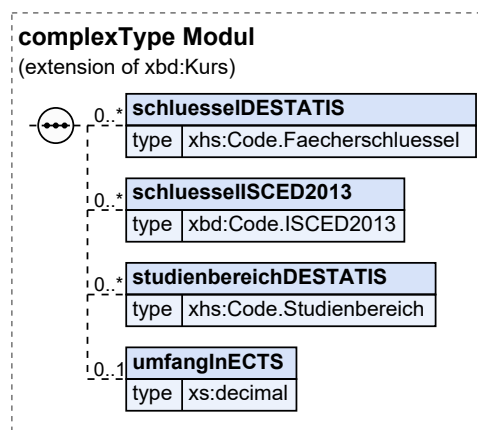 complexType Modul
(extension of xbd:Kurs)
0..* schluesselDESTATIS
type xhs:Code.Faecherschluessel
0..* schluesselISCED2013
type xbd:Code.ISCED2013
0..* studienbereichDESTATIS
type xhs:Code.Studienbereich
0..1 umfangInECTS
type xs:decimal